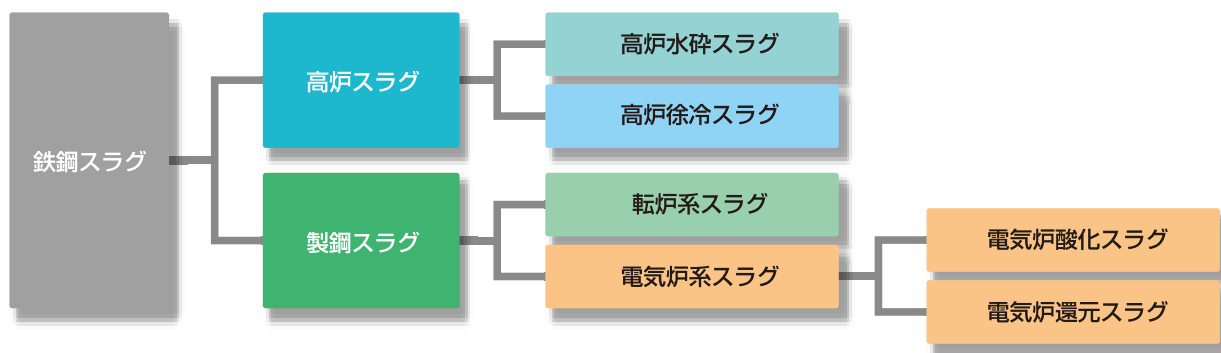 鉄鋼スラグ
高炉スラグ
高炉水砕スラグ
高炉徐冷スラグ
製鋼スラグ
転炉系スラグ
電気炉系スラグ
電気炉酸化スラグ
電気炉還元スラグ